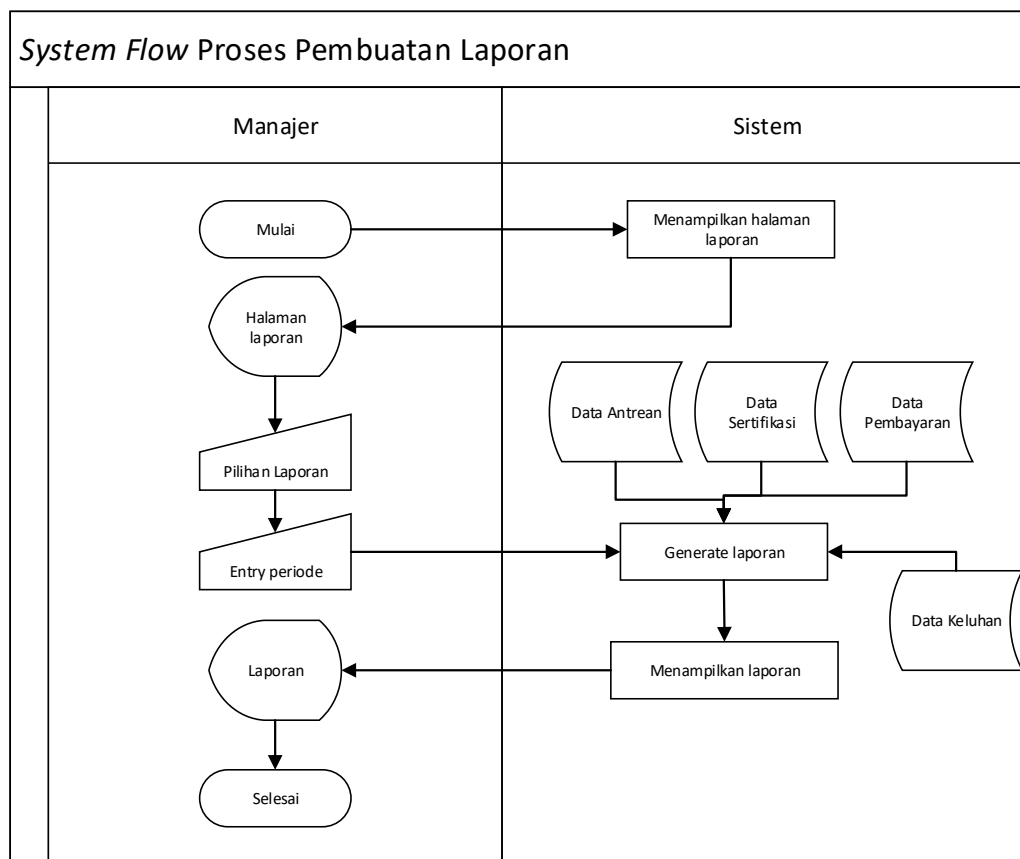 System Flow Proses Pembuatan Laporan
Manajer
Sistem
Mulai
Menampilkan halaman
laporan
Halaman
laporan
Data Antrean
Data
Sertifikasi
Data
Pembayaran
Pilihan Laporan
Entry periode
Generate laporan
Data Keluhan
Laporan
Menampilkan laporan
Selesai